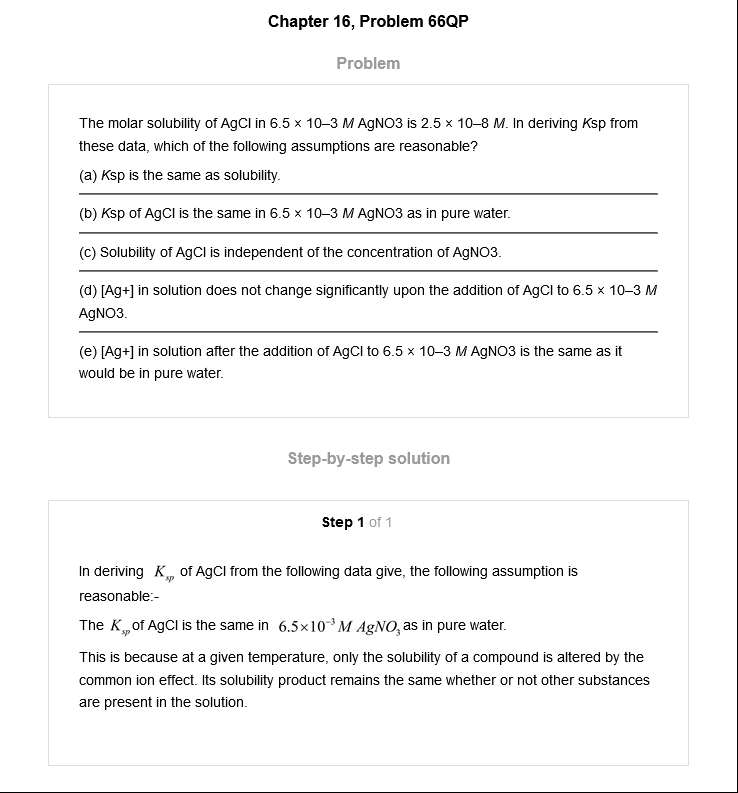 Chapter 16, Problem 66QP
Problem
The molar solubility of AgCl in 6.5 × 10–3 M AgNO3 is 2.5 × 10–8 M. In deriving Ksp from
these data, which of the following assumptions are reasonable?
(a) Ksp is the same as solubility.
(b) Ksp of AgCl is the same in 6.5 × 10–3 M AgNO3 as in pure water.
(c) Solubility of AgCl is independent of the concentration of AgNO3.
(d) [Ag+] in solution does not change significantly upon the addition of AgCl to 6.5 × 10–3 M
AgNO3.
(e) [Ag+] in solution after the addition of AgCl to 6.5 × 10–3 M AgNO3 is the same as it
would be in pure water.
Step-by-step solution
Step 1 of 1
In deriving K_sp of AgCl from the following data give, the following assumption is
reasonable:-
The K_sp of AgCl is the same in 6.5×10⁻³ M AgNO₃ as in pure water.
This is because at a given temperature, only the solubility of a compound is altered by the
common ion effect. Its solubility product remains the same whether or not other substances
are present in the solution.